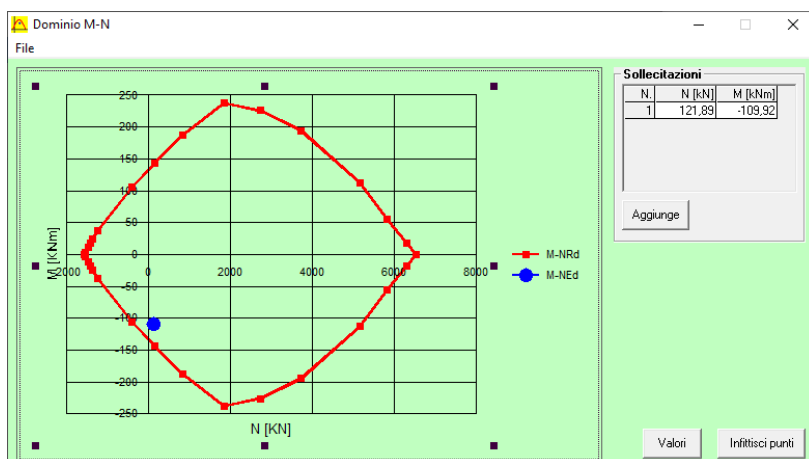 Dominio M-N
File
250
200
150
100
50
0
-50
-100
-150
-200
-250
M [KNm]
2000 0 2000 4000 6000 8000
N [KN]
M-NRd
M-NEd
Sollecitazioni
N. N [kN] M [kNm]
1 121,89 -109,92
Aggiunge
Valori
Infittisci punti